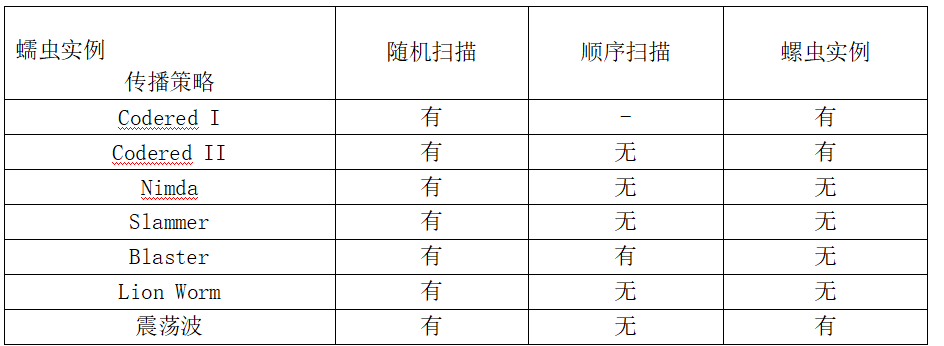 蠕虫实例
传播策略 随机扫描 顺序扫描 螺虫实例
Codered I 有 - 有
Codered II 有 无 有
Nimda 有 无 无
Slammer 有 无 无
Blaster 有 有 无
Lion Worm 有 无 无
震荡波 有 无 有